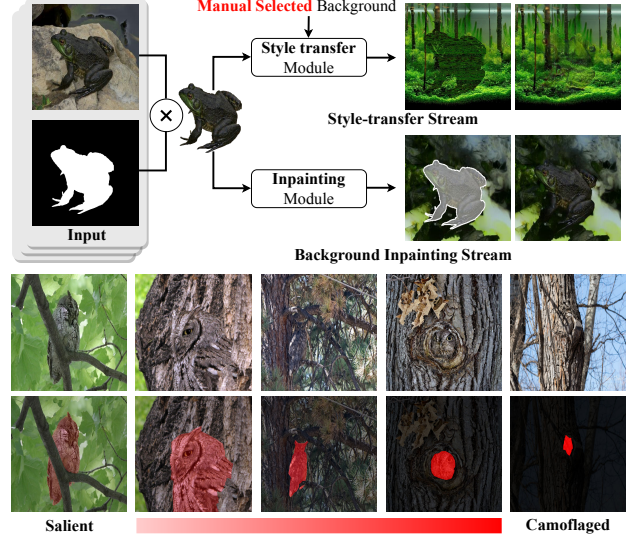 Manual Selected Background
Style transfer
Module
Style-transfer Stream
Inpainting
Module
Input
Background Inpainting Stream
Salient
Camoflaged